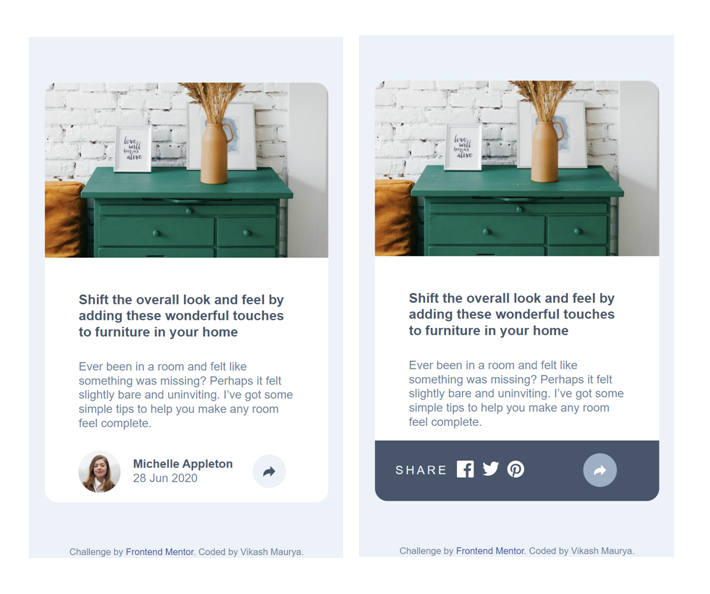 love
will
keep us
alive
Shift the overall look and feel by
adding these wonderful touches
to furniture in your home
Ever been in a room and felt like
something was missing? Perhaps it felt
slightly bare and uninviting. I’ve got some
simple tips to help you make any room
feel complete.
Michelle Appleton
28 Jun 2020
Challenge by Frontend Mentor. Coded by Vikash Maurya.
love
will
keep us
alive
Shift the overall look and feel by
adding these wonderful touches
to furniture in your home
Ever been in a room and felt like
something was missing? Perhaps it felt
slightly bare and uninviting. I’ve got some
simple tips to help you make any room
feel complete.
SHARE
Challenge by Frontend Mentor. Coded by Vikash Maurya.